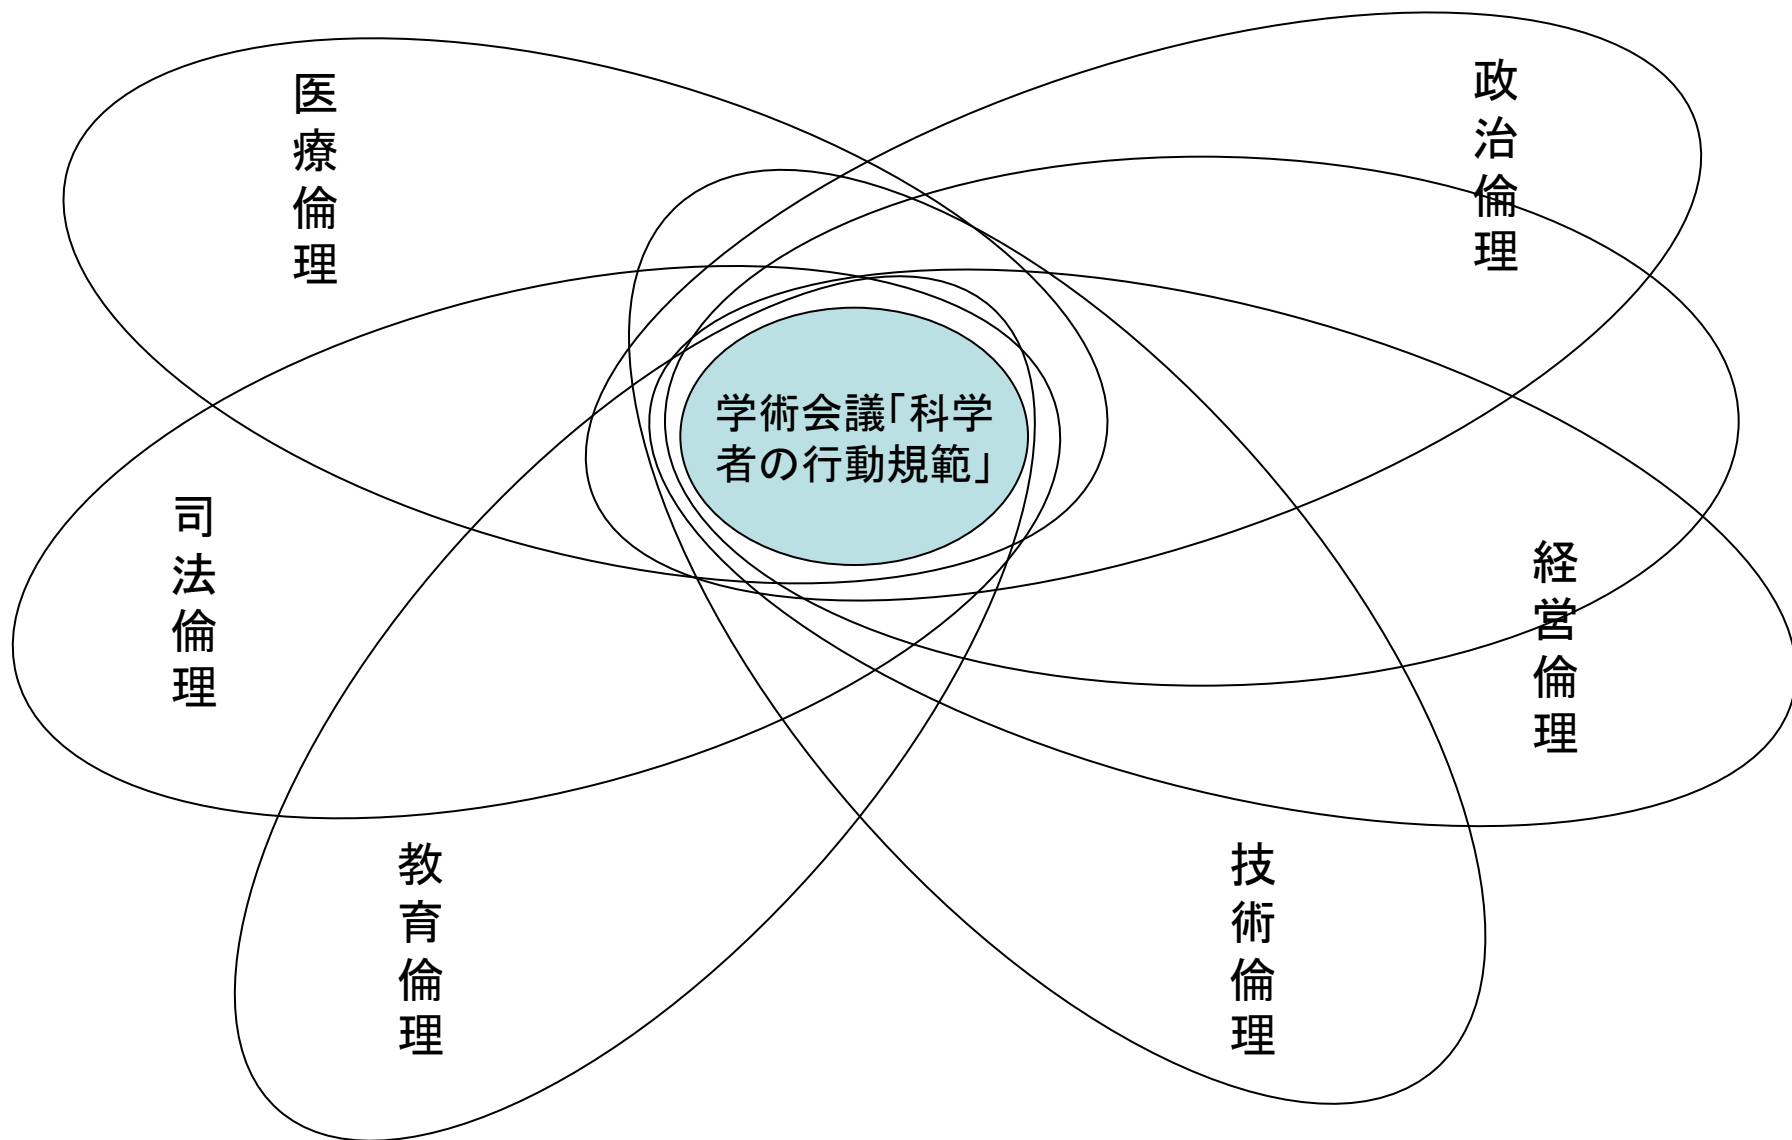 医療倫理
政治倫理
学術会議「科学
者の行動規範」
司法倫理
経営倫理
教育倫理
技術倫理